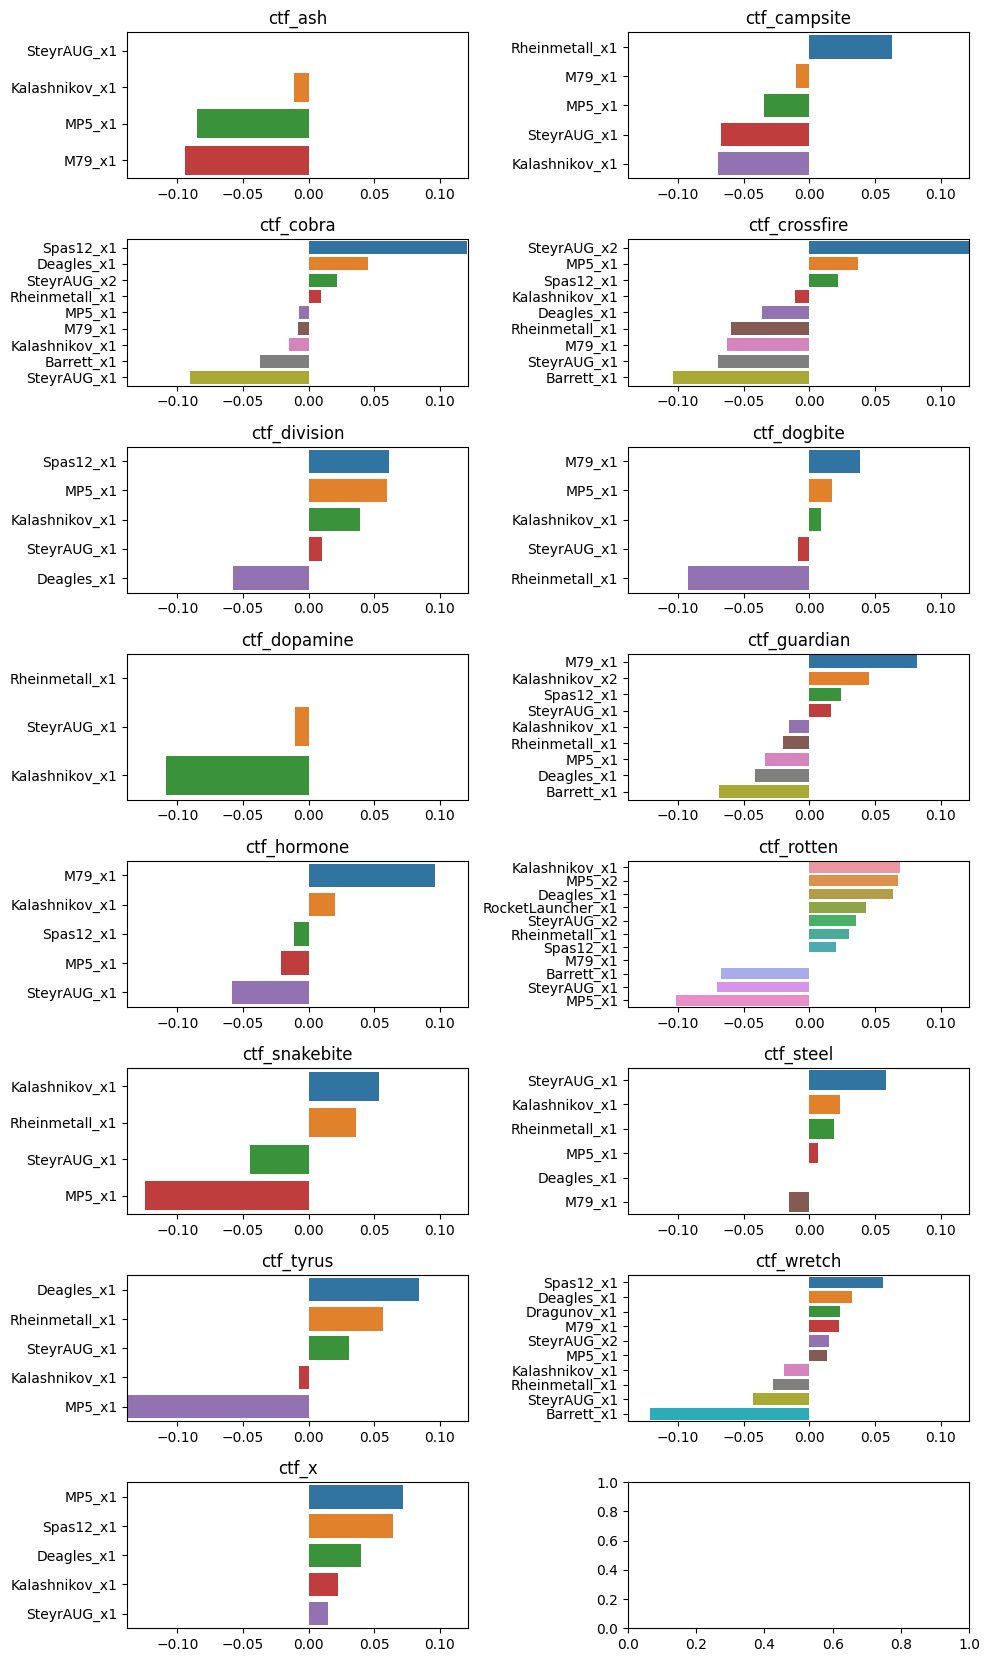 ctf_ash
SteyrAUG_x1
Kalashnikov_x1
MP5_x1
M79_x1
−0.10 −0.05 0.00 0.05 0.10
ctf_campsite
Rheinmetall_x1
M79_x1
MP5_x1
SteyrAUG_x1
Kalashnikov_x1
−0.10 −0.05 0.00 0.05 0.10
ctf_cobra
Spas12_x1
Deagles_x1
SteyrAUG_x2
Rheinmetall_x1
MP5_x1
M79_x1
Kalashnikov_x1
Barrett_x1
SteyrAUG_x1
−0.10 −0.05 0.00 0.05 0.10
ctf_crossfire
SteyrAUG_x2
MP5_x1
Spas12_x1
Kalashnikov_x1
Deagles_x1
Rheinmetall_x1
M79_x1
SteyrAUG_x1
Barrett_x1
−0.10 −0.05 0.00 0.05 0.10
ctf_division
Spas12_x1
MP5_x1
Kalashnikov_x1
SteyrAUG_x1
Deagles_x1
−0.10 −0.05 0.00 0.05 0.10
ctf_dogbite
M79_x1
MP5_x1
Kalashnikov_x1
SteyrAUG_x1
Rheinmetall_x1
−0.10 −0.05 0.00 0.05 0.10
ctf_dopamine
Rheinmetall_x1
SteyrAUG_x1
Kalashnikov_x1
−0.10 −0.05 0.00 0.05 0.10
ctf_guardian
M79_x1
Kalashnikov_x2
Spas12_x1
SteyrAUG_x1
Kalashnikov_x1
Rheinmetall_x1
MP5_x1
Deagles_x1
Barrett_x1
−0.10 −0.05 0.00 0.05 0.10
ctf_hormone
M79_x1
Kalashnikov_x1
Spas12_x1
MP5_x1
SteyrAUG_x1
−0.10 −0.05 0.00 0.05 0.10
ctf_rotten
Kalashnikov_x1
MP5_x2
Deagles_x1
RocketLauncher_x1
SteyrAUG_x2
Rheinmetall_x1
Spas12_x1
M79_x1
Barrett_x1
SteyrAUG_x1
MP5_x1
−0.10 −0.05 0.00 0.05 0.10
ctf_snakebite
Kalashnikov_x1
Rheinmetall_x1
SteyrAUG_x1
MP5_x1
−0.10 −0.05 0.00 0.05 0.10
ctf_steel
SteyrAUG_x1
Kalashnikov_x1
Rheinmetall_x1
MP5_x1
Deagles_x1
M79_x1
−0.10 −0.05 0.00 0.05 0.10
ctf_tyrus
Deagles_x1
Rheinmetall_x1
SteyrAUG_x1
Kalashnikov_x1
MP5_x1
−0.10 −0.05 0.00 0.05 0.10
ctf_wretch
Spas12_x1
Deagles_x1
Dragunov_x1
M79_x1
SteyrAUG_x2
MP5_x1
Kalashnikov_x1
Rheinmetall_x1
SteyrAUG_x1
Barrett_x1
−0.10 −0.05 0.00 0.05 0.10
ctf_x
MP5_x1
Spas12_x1
Deagles_x1
Kalashnikov_x1
SteyrAUG_x1
−0.10 −0.05 0.00 0.05 0.10
1.0
0.8
0.6
0.4
0.2
0.0
0.0 0.2 0.4 0.6 0.8 1.0